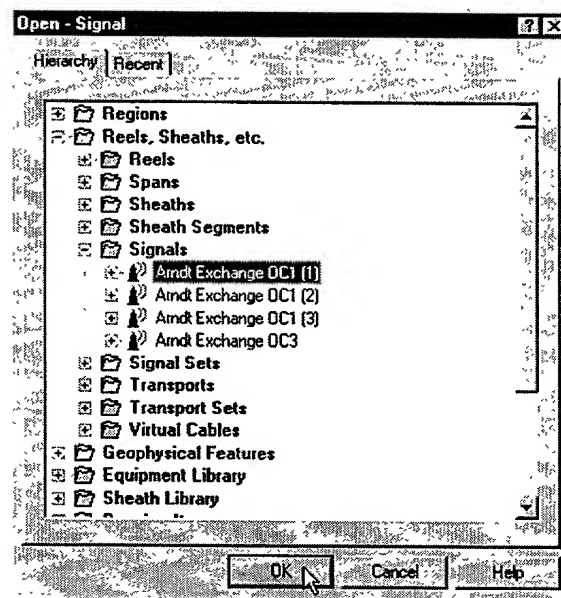 Open - Signal
Hierarchy Recent
Regions
Reels, Sheaths, etc.
Reels
Spans
Sheaths
Sheath Segments
Signals
Arndt Exchange OC1 (1)
Arndt Exchange OC1 (2)
Arndt Exchange OC1 (3)
Arndt Exchange OC3
Signal Sets
Transports
Transport Sets
Virtual Cables
Geophysical Features
Equipment Library
Sheath Library
OK Cancel Help